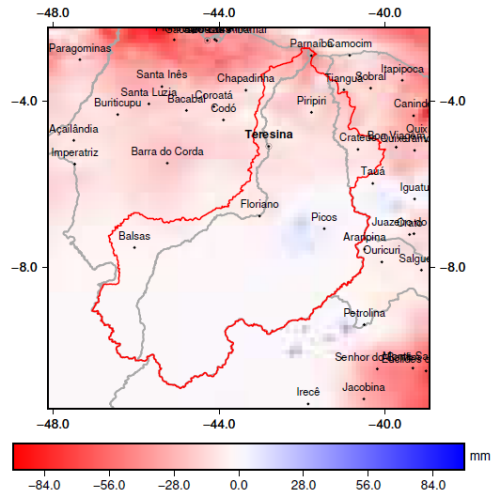 −48.0 −44.0 −40.0
Paragominas
Parnaíba Camocim
Santa Inês Chapadinha Tianguá Sobral Itapipoca
Santa Luzia
Buriticupu Bacabal Coroatá Piripiri
−4.0 −4.0
Codó
Açailândia Teresina Crateús
Imperatriz Barra do Corda
Tauá
Floriano Iguatu
Picos
Balsas Araripina
Ouricuri
−8.0 −8.0
Petrolina
Senhor do
Irecê Jacobina
−48.0 −44.0 −40.0
mm
−84.0 −56.0 −28.0 0.0 28.0 56.0 84.0